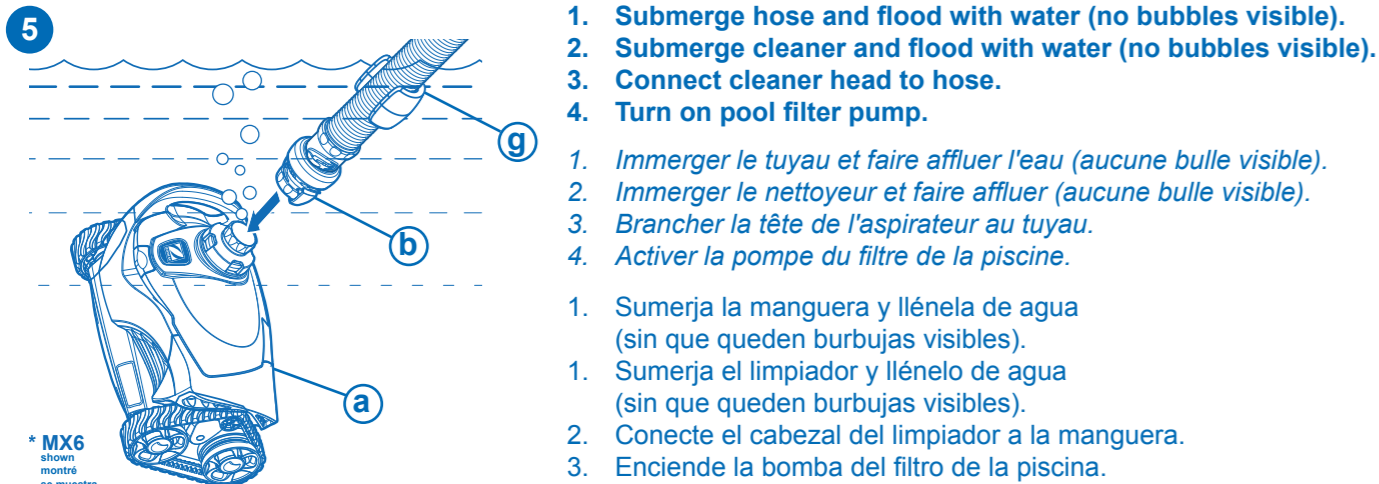 5
1. Submerge hose and flood with water (no bubbles visible).
2. Submerge cleaner and flood with water (no bubbles visible).
3. Connect cleaner head to hose.
4. Turn on pool filter pump.
1. Immerger le tuyau et faire affluer l'eau (aucune bulle visible).
2. Immerger le nettoyeur et faire affluer (aucune bulle visible).
3. Brancher la tête de l'aspirateur au tuyau.
4. Activer la pompe du filtre de la piscine.
1. Sumerja la manguera y llénela de agua
(sin que queden burbujas visibles).
1. Sumerja el limpiador y llénelo de agua
(sin que queden burbujas visibles).
2. Conecte el cabezal del limpiador a la manguera.
3. Enciende la bomba del filtro de la piscina.
g
b
a
* MX6
shown
montré
se muestra